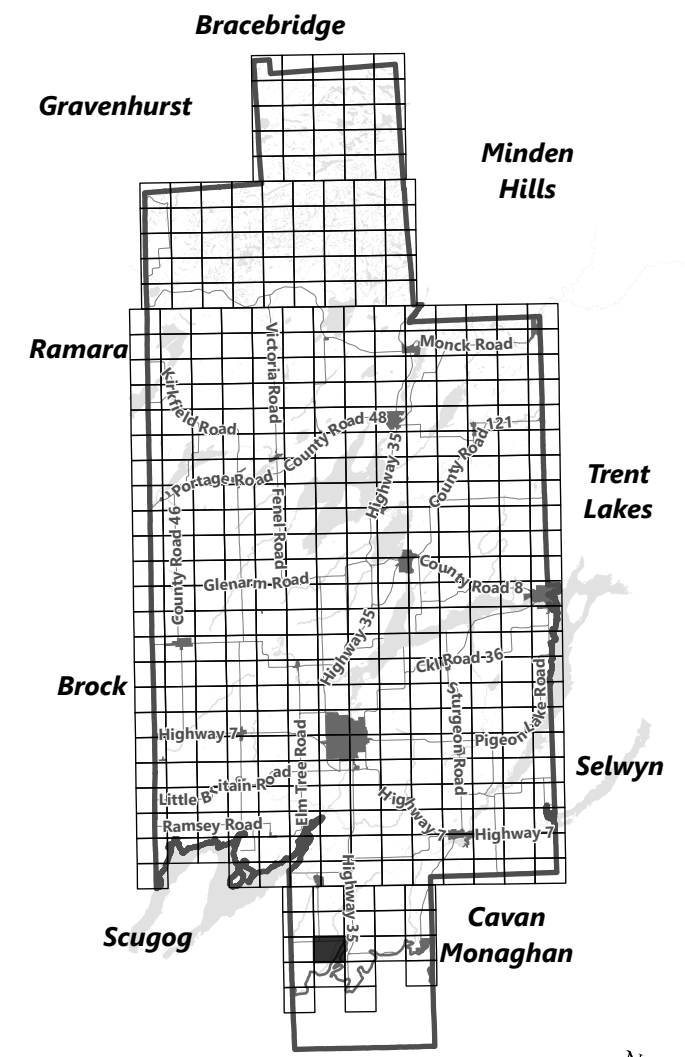 Bracebridge
Gravenhurst
Minden
Hills
Ramara
Monck Road
Victoria Road
Kirkfield Road
County Road 48
County Road 121
Highway 35
Portage Road
Trent
Lakes
Fenel Road
County Road 46
County Road 8
Glenarm Road
Highway 35
Ckl Road 36
Brock
Sturgeon Road
Pigeon Lake Road
Highway 7
Elm Tree Road
Selwyn
Little Britain Road
Highway 7
Ramsey Road
Highway 7
Highway 35
Cavan
Monaghan
Scugog
N